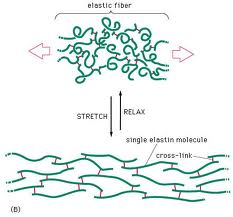 elastic fiber
STRETCH
RELAX
single elastin molecule
cross-link
(B)